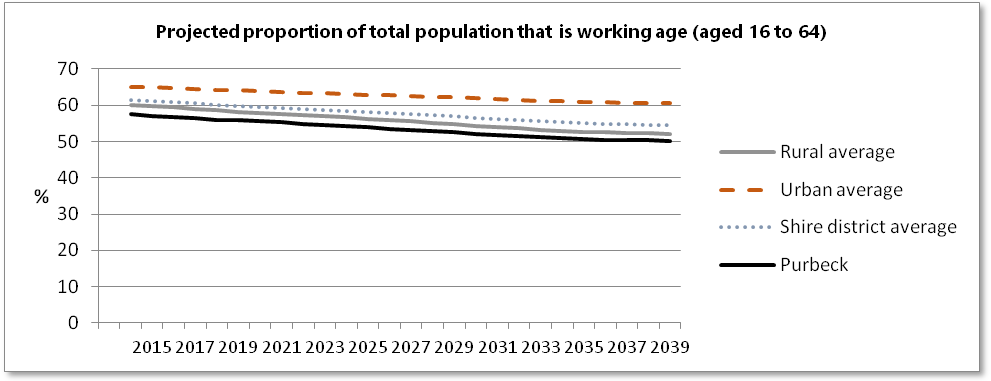 Projected proportion of total population that is working age (aged 16 to 64)
70
60
50
40
30
20
10
0
%
2015 2017 2019 2021 2023 2025 2027 2029 2031 2033 2035 2037 2039
Rural average
Urban average
Shire district average
Purbeck